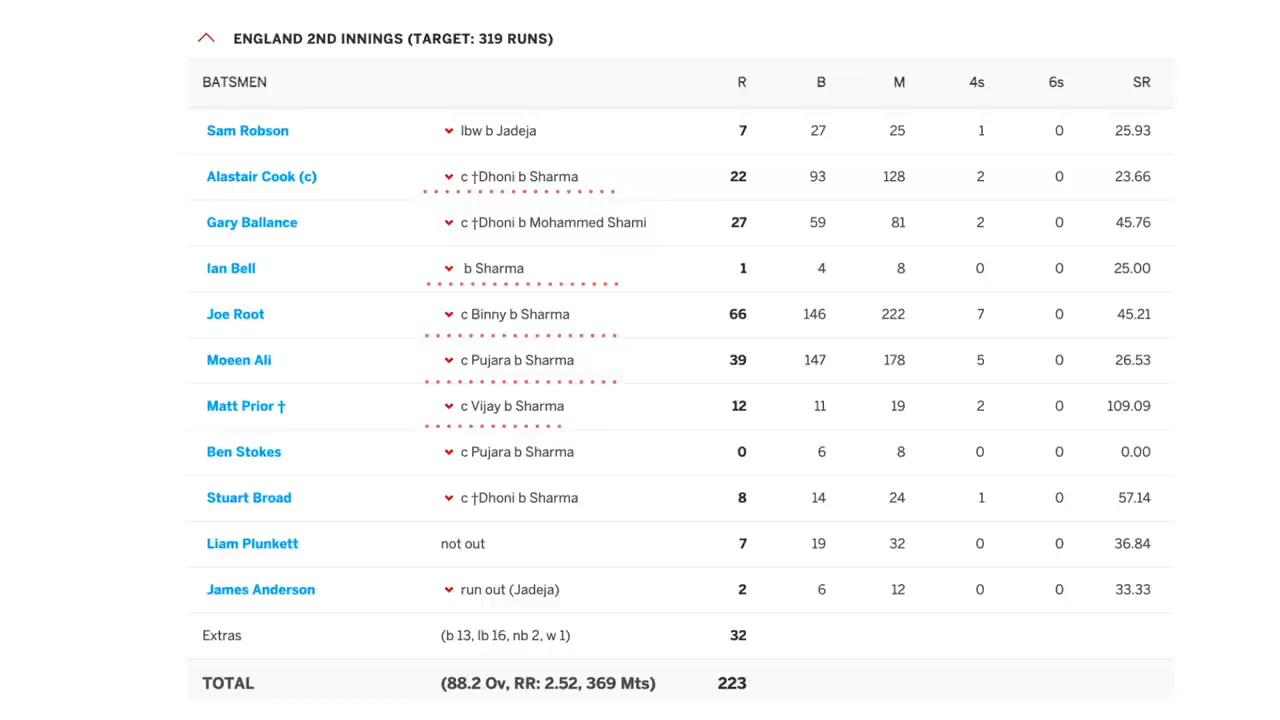 ENGLAND 2ND INNINGS (TARGET: 319 RUNS)
BATSMEN R B M 4s 6s SR
Sam Robson lbw b Jadeja 7 27 25 1 0 25.93
Alastair Cook (c) c †Dhoni b Sharma 22 93 128 2 0 23.66
Gary Ballance c †Dhoni b Mohammed Shami 27 59 81 2 0 45.76
Ian Bell b Sharma 1 4 8 0 0 25.00
Joe Root c Binny b Sharma 66 146 222 7 0 45.21
Moeen Ali c Pujara b Sharma 39 147 178 5 0 26.53
Matt Prior † c Vijay b Sharma 12 11 19 2 0 109.09
Ben Stokes c Pujara b Sharma 0 6 8 0 0 0.00
Stuart Broad c †Dhoni b Sharma 8 14 24 1 0 57.14
Liam Plunkett not out 7 19 32 0 0 36.84
James Anderson run out (Jadeja) 2 6 12 0 0 33.33
Extras (b 13, lb 16, nb 2, w 1) 32
TOTAL (88.2 Ov, RR: 2.52, 369 Mts) 223